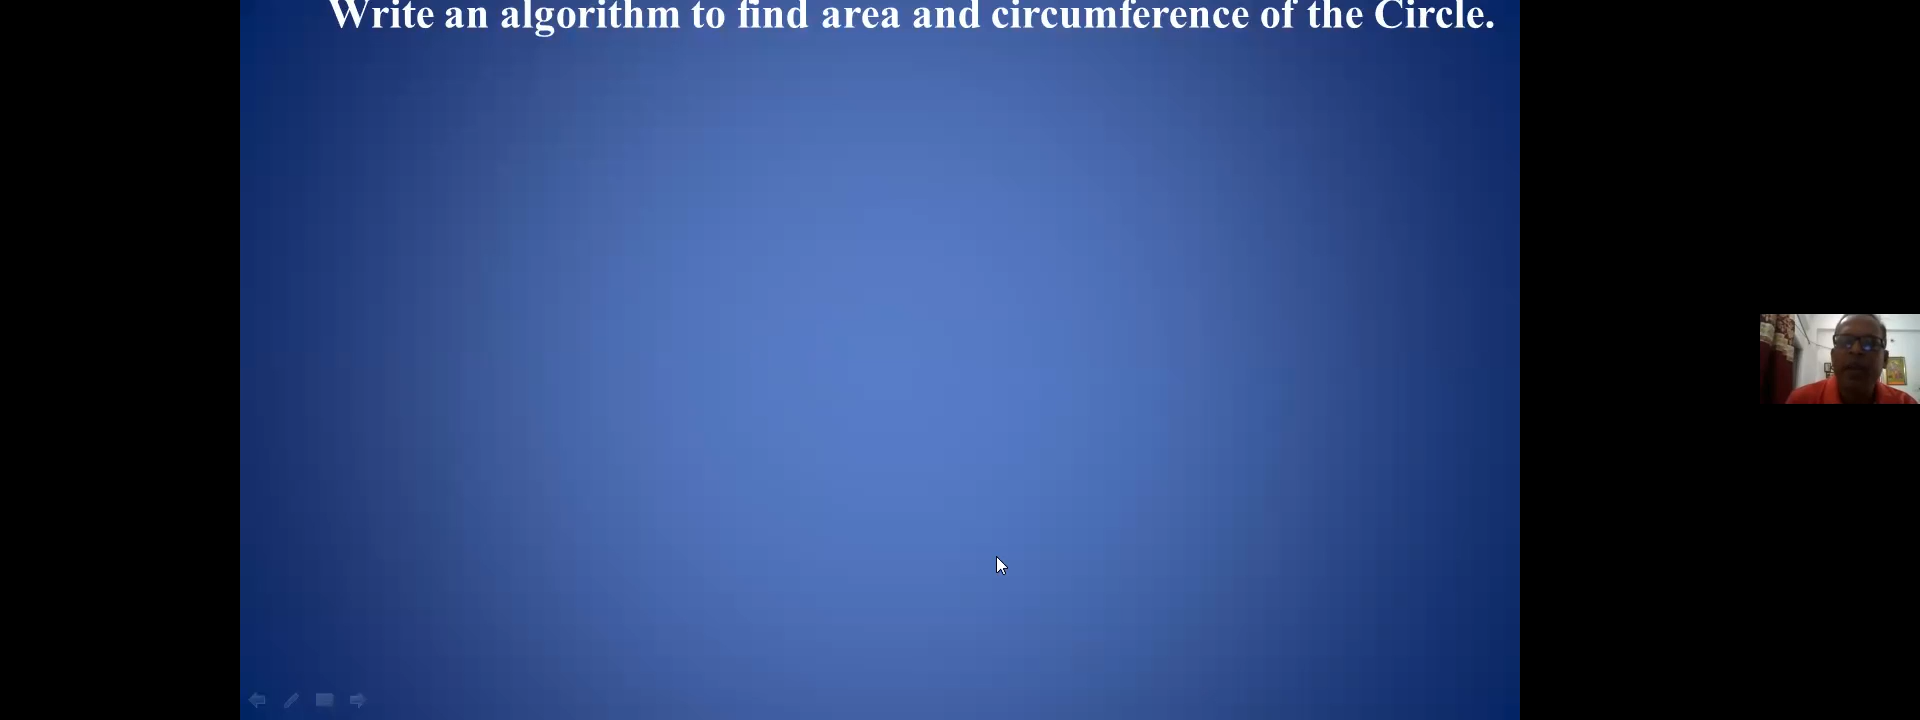 Write an algorithm to find area and circumference of the Circle.